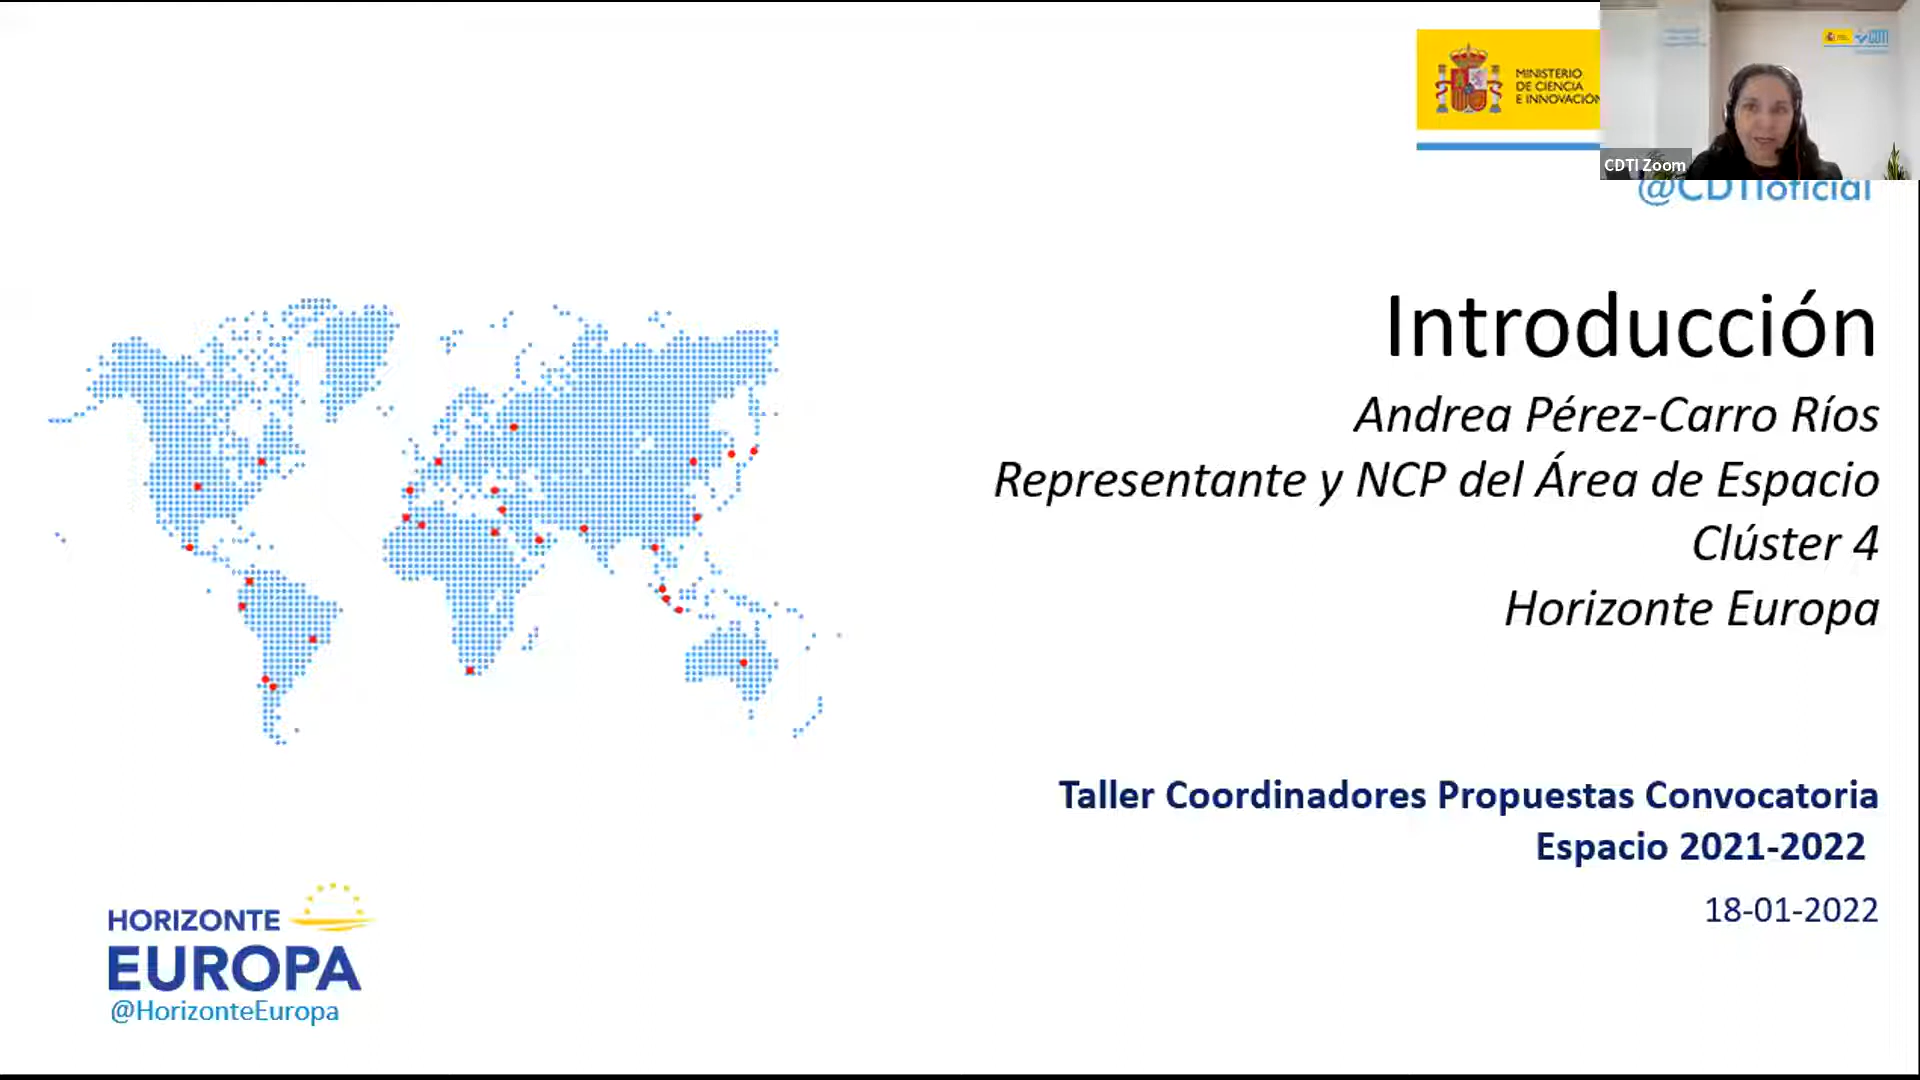 MINISTERIO
DE CIENCIA
E INNOVACIÓN
CDTI
CDTI Zoom
@CDTIoficial
Introducción
Andrea Pérez-Carro Ríos
Representante y NCP del Área de Espacio
Clúster 4
Horizonte Europa
Taller Coordinadores Propuestas Convocatoria
Espacio 2021-2022
18-01-2022
HORIZONTE
EUROPA
@HorizonteEuropa